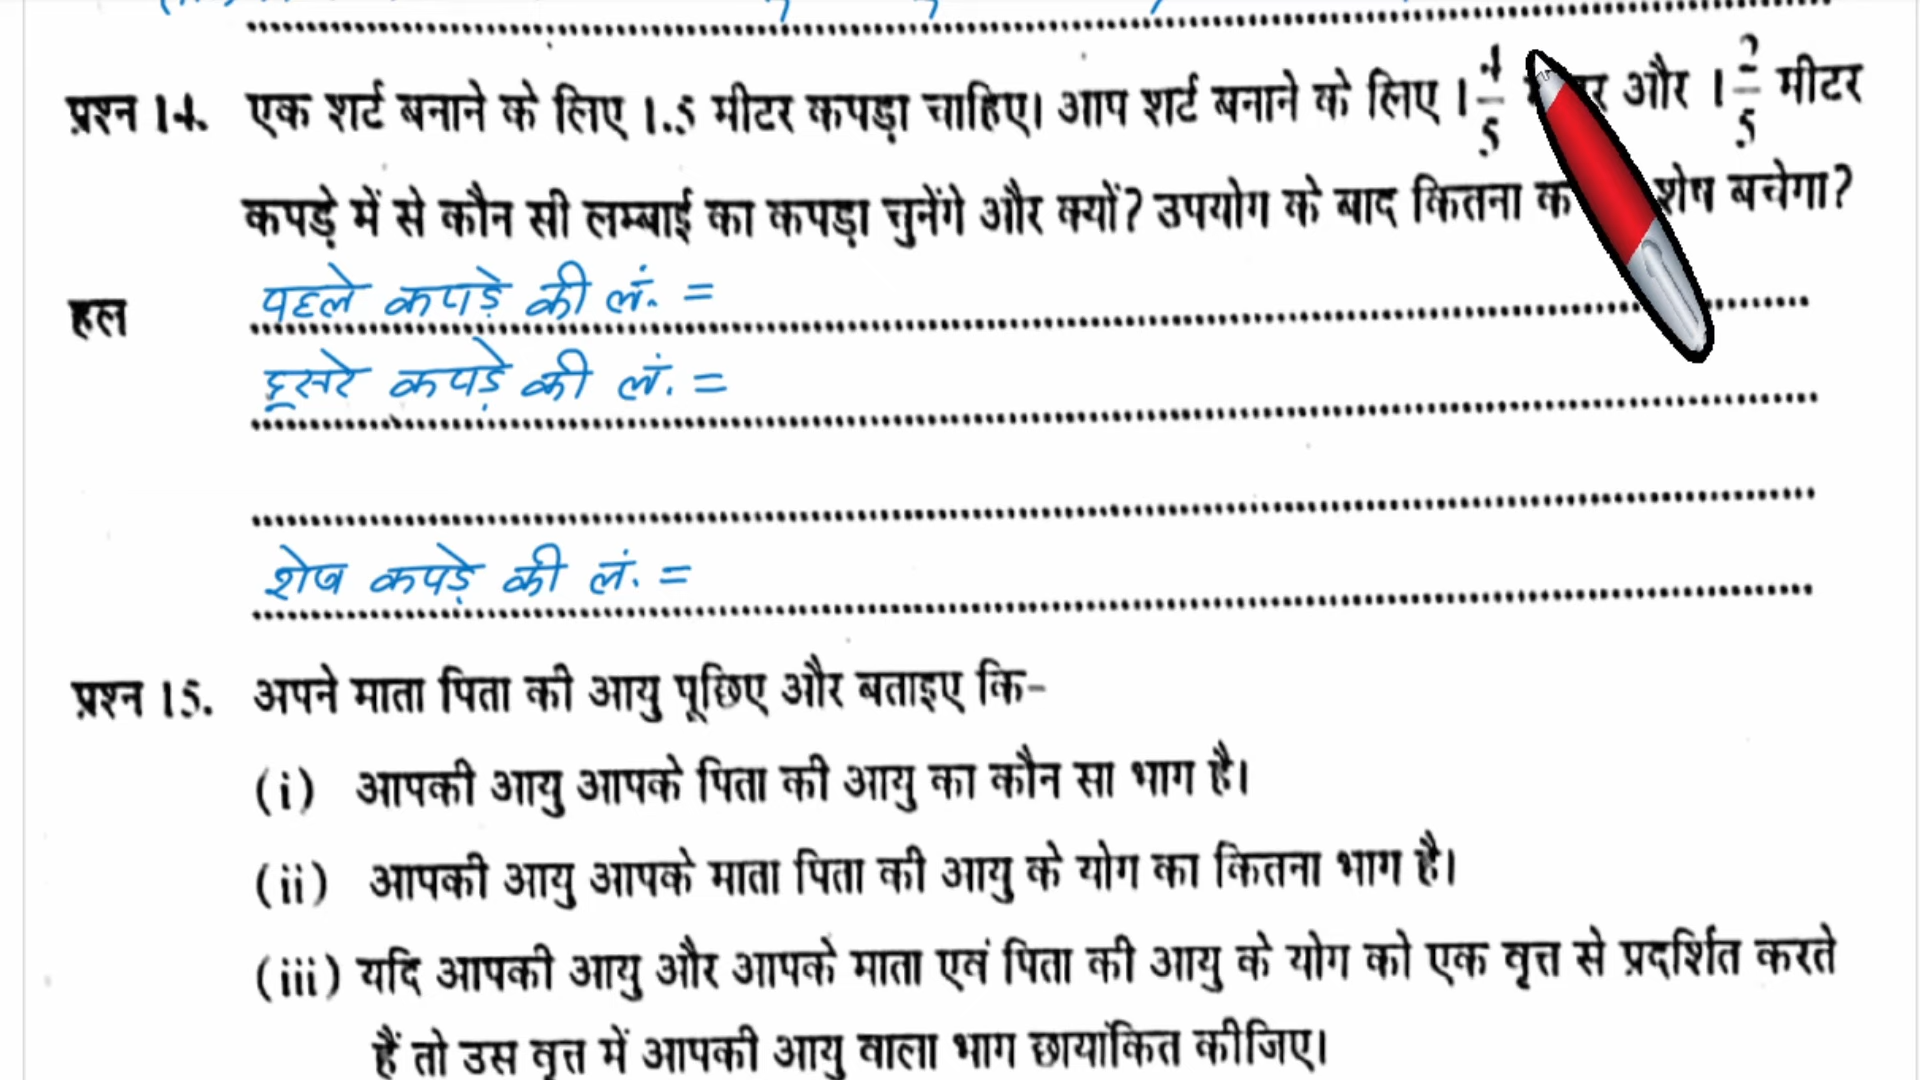 प्रश्न 14. एक शर्ट बनाने के लिए 1.5 मीटर कपड़ा चाहिए। आप शर्ट बनाने के लिए 1 4/5 और 1 2/5 मीटर
कपड़े में से कौन सी लम्बाई का कपड़ा चुनेंगे और क्यों? उपयोग के बाद कितना शेष बचेगा?
हल पहले कपड़े की लं. =
दूसरे कपड़े की लं. =
शेष कपड़े की लं. =
प्रश्न 15. अपने माता पिता की आयु पूछिए और बताइए कि-
(i) आपकी आयु आपके पिता की आयु का कौन सा भाग है।
(ii) आपकी आयु आपके माता पिता की आयु के योग का कितना भाग है।
(iii) यदि आपकी आयु और आपके माता एवं पिता की आयु के योग को एक वृत्त से प्रदर्शित करते
हैं तो उस वृत्त में आपकी आयु वाला भाग छायांकित कीजिए।